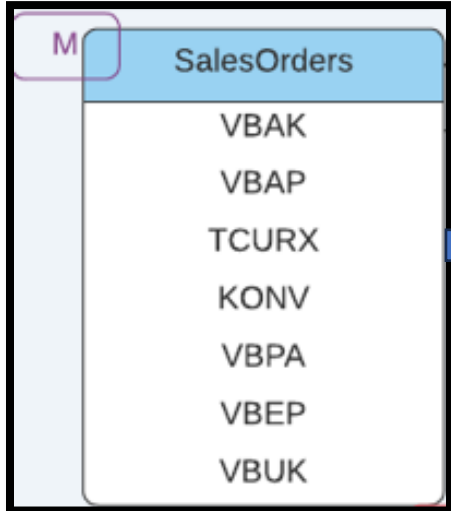 M
SalesOrders
VBAK
VBAP
TCURX
KONV
VBPA
VBEP
VBUK